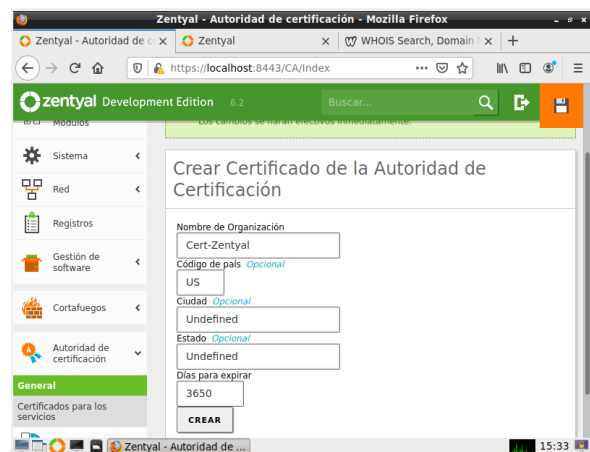 Zentyal - Autoridad de certificación - Mozilla Firefox
Zentyal - Autoridad de c
Zentyal
WHOIS Search, Domain
https://localhost:8443/CA/Index
zentyal Development Edition 6.2
Buscar...
Módulos
Los cambios se harán efectivos inmediatamente.
Sistema
Red
Registros
Gestión de
software
Cortafuegos
Autoridad de
certificación
General
Certificados para los
servicios
Crear Certificado de la Autoridad de
Certificación
Nombre de Organización
Cert-Zentyal
Código de país Opcional
US
Ciudad Opcional
Undefined
Estado Opcional
Undefined
Días para expirar
3650
CREAR
Zentyal - Autoridad de ...
15:33